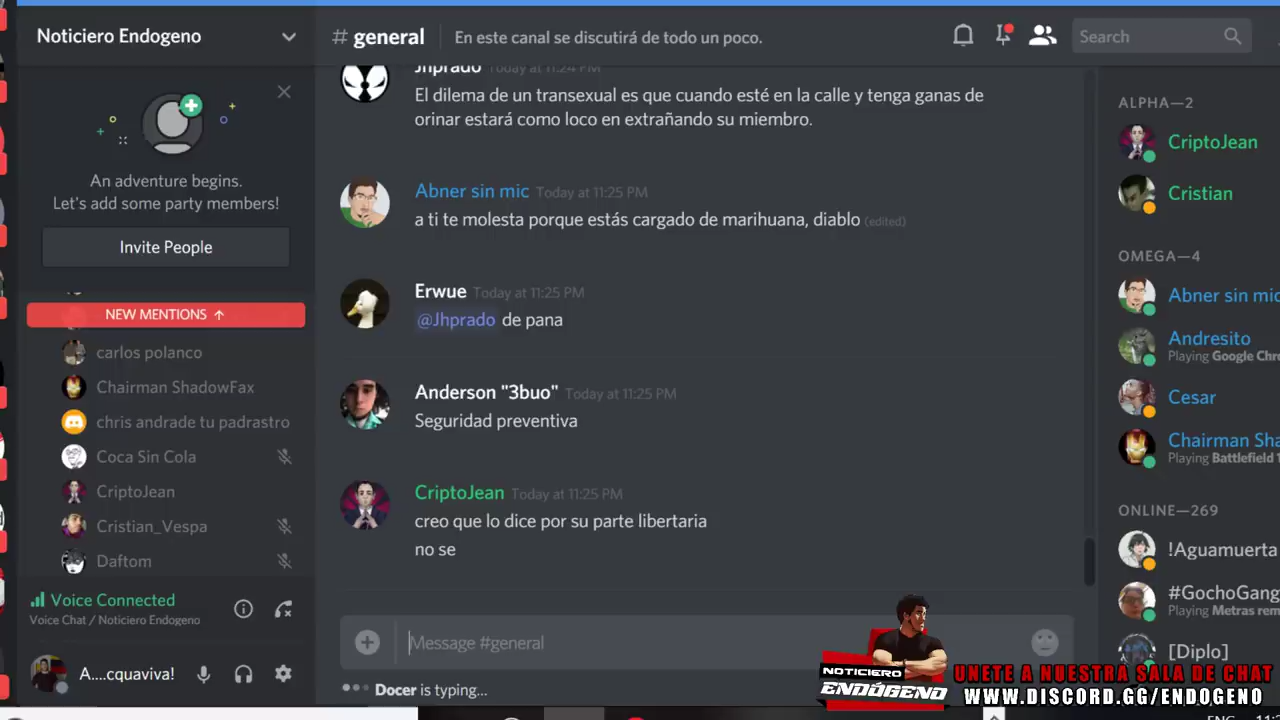 Noticiero Endogeno
# general
En este canal se discutirá de todo un poco.
Search
An adventure begins.
Let's add some party members!
Invite People
NEW MENTIONS ↑
carlos polanco
Chairman ShadowFax
chris andrade tu padrastro
Coca Sin Cola
CriptoJean
Cristian_Vespa
Daftom
Voice Connected
Voice Chat / Noticiero Endogeno
A....cquaviva!
Jhprado Today at 11:24 PM
El dilema de un transexual es que cuando esté en la calle y tenga ganas de
orinar estará como loco en extrañando su miembro.
Abner sin mic Today at 11:25 PM
a ti te molesta porque estás cargado de marihuana, diablo (edited)
Erwue Today at 11:25 PM
@Jhprado de pana
Anderson "3buo" Today at 11:25 PM
Seguridad preventiva
CriptoJean Today at 11:25 PM
creo que lo dice por su parte libertaria
no se
Message #general
Docer is typing...
ALPHA—2
CriptoJean
Cristian
OMEGA—4
Abner sin mic
Andresito
Playing Google Chro
Cesar
Chairman Sha
Playing Battlefield 1
ONLINE—269
!Aguamuerta
#GochoGang
Playing Metras rem
[Diplo]
NOTICIERO
ENDÓGENO
UNETE A NUESTRA SALA DE CHAT
WWW.DISCORD.GG/ENDOGENO
ENG